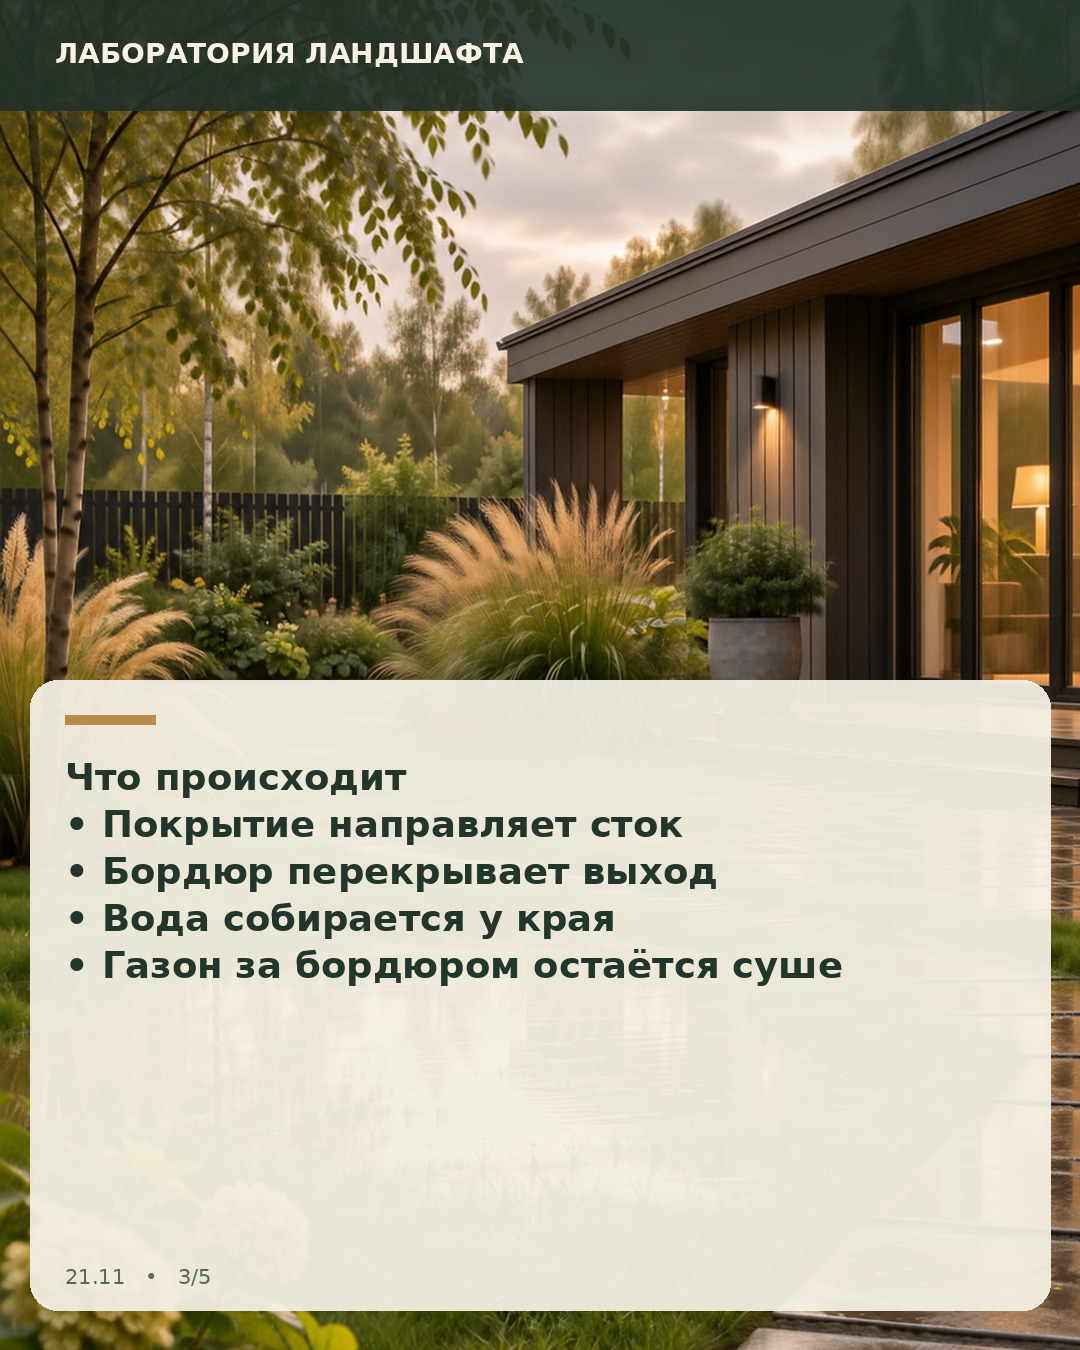 ЛАБОРАТОРИЯ ЛАНДШАФТА
Что происходит
• Покрытие направляет сток
• Бордюр перекрывает выход
• Вода собирается у края
• Газон за бордюром остаётся суше
21.11 • 3/5